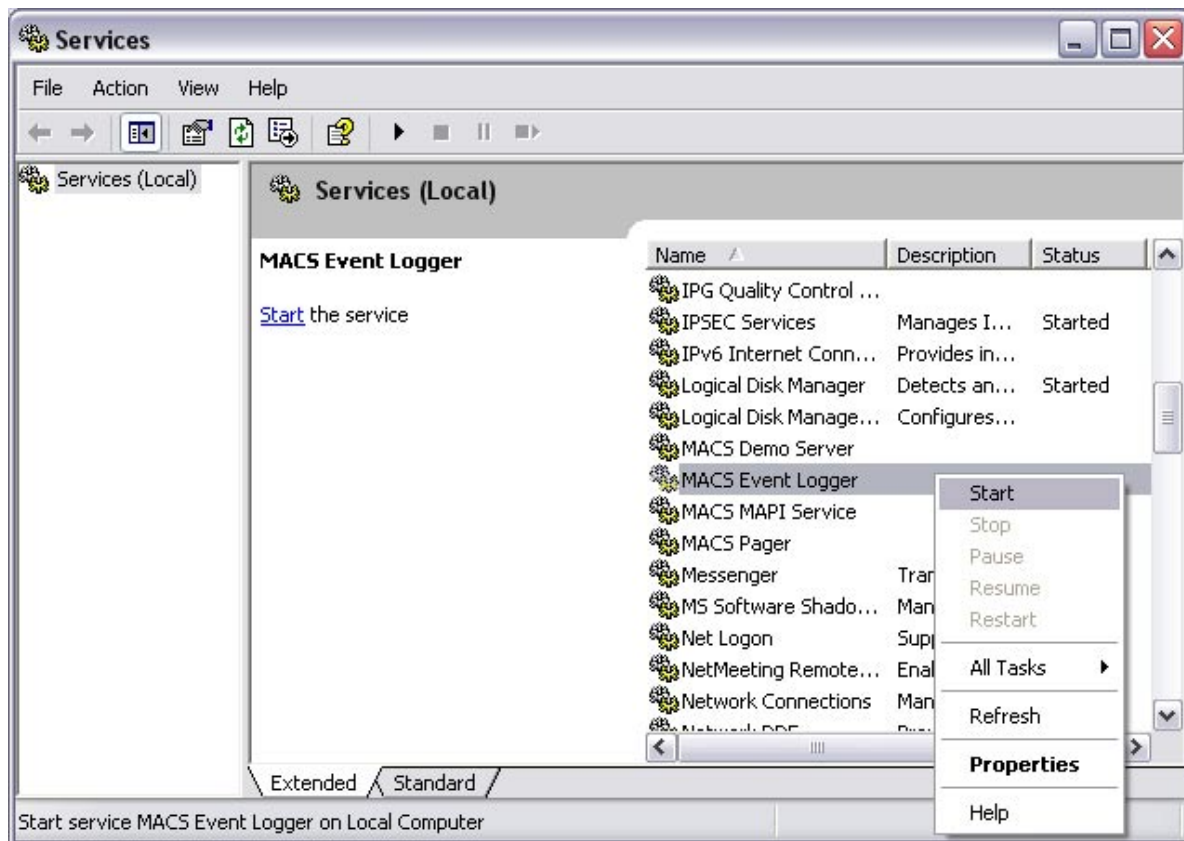 Services
File Action View Help
Services (Local)
Services (Local)
MACS Event Logger
Start the service
Name Description Status
IPG Quality Control ...
IPSEC Services Manages I... Started
IPv6 Internet Conn... Provides in...
Logical Disk Manager Detects an... Started
Logical Disk Manage... Configures...
MACS Demo Server
MACS Event Logger
MACS MAPI Service
MACS Pager
Messenger Tran
MS Software Shado... Man
Net Logon Supp
NetMeeting Remote... Enal
Network Connections Man
Network DDE
Start
Stop
Pause
Resume
Restart
All Tasks
Refresh
Properties
Help
Extended Standard
Start service MACS Event Logger on Local Computer